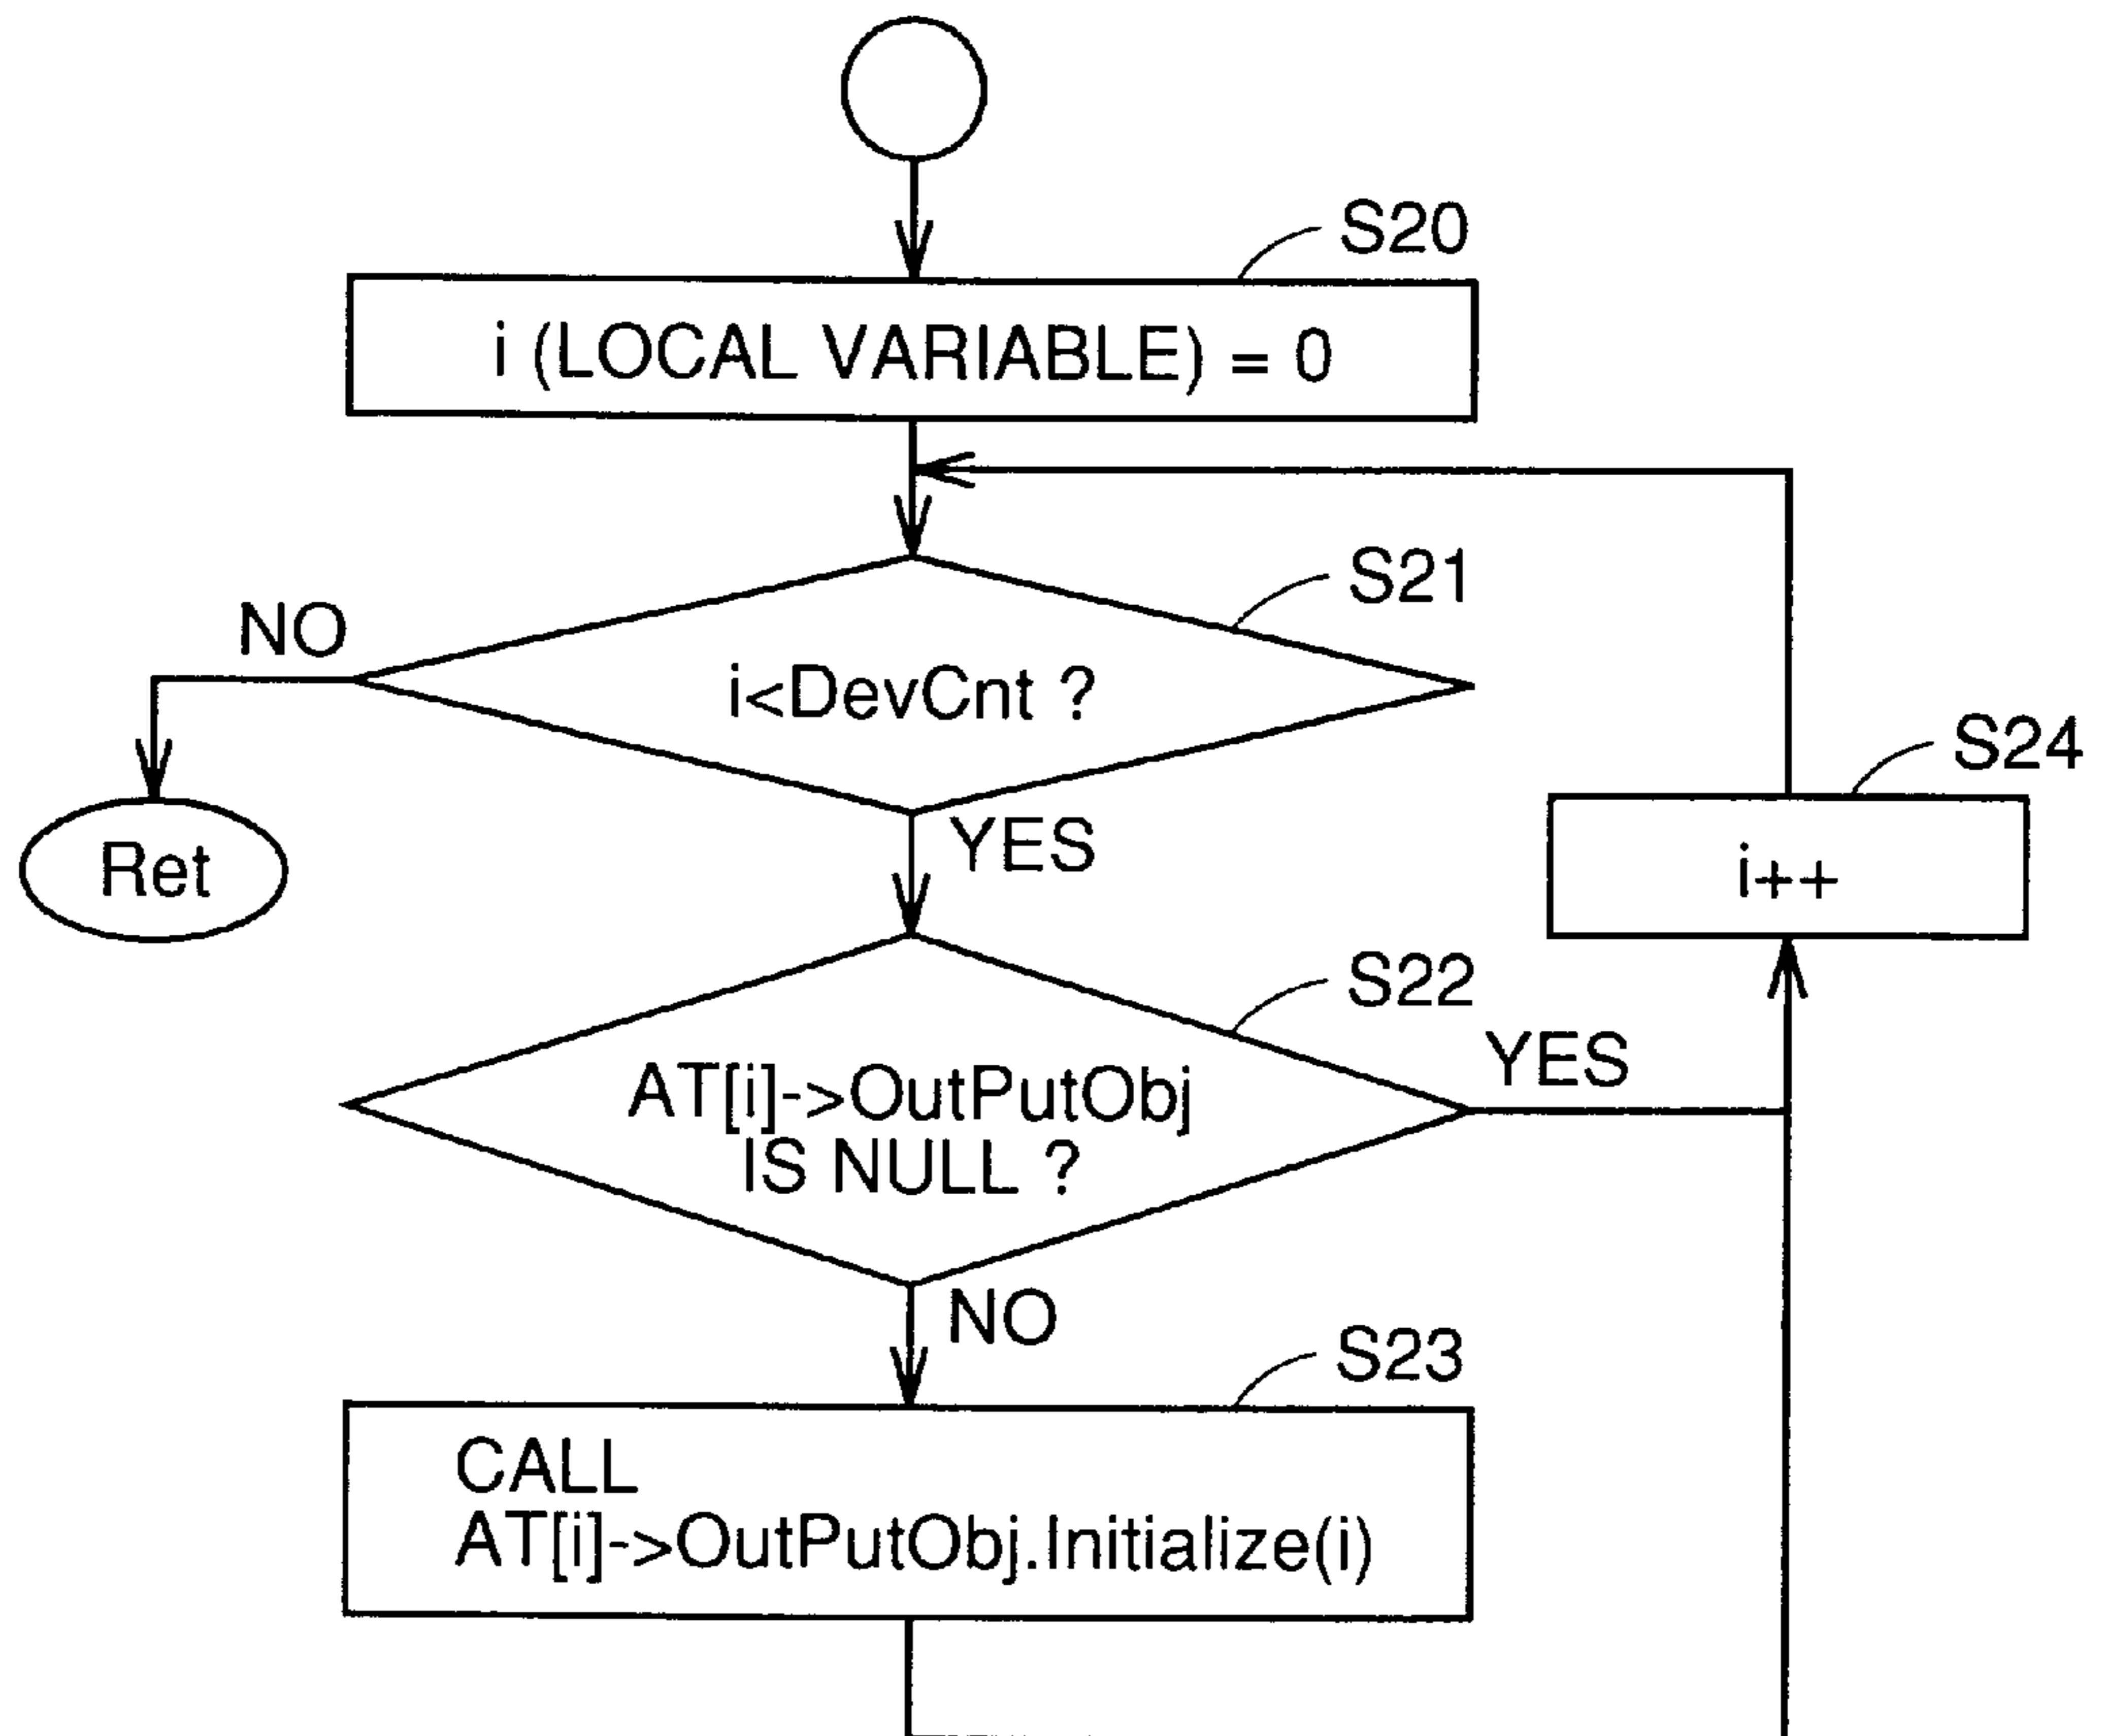 S20
i (LOCAL VARIABLE) = 0
S21
NO
i<DevCnt ?
S24
YES
Ret
i++
S22
YES
AT[i]->OutPutObj
IS NULL ?
NO
S23
CALL
AT[i]->OutPutObj.Initialize(i)